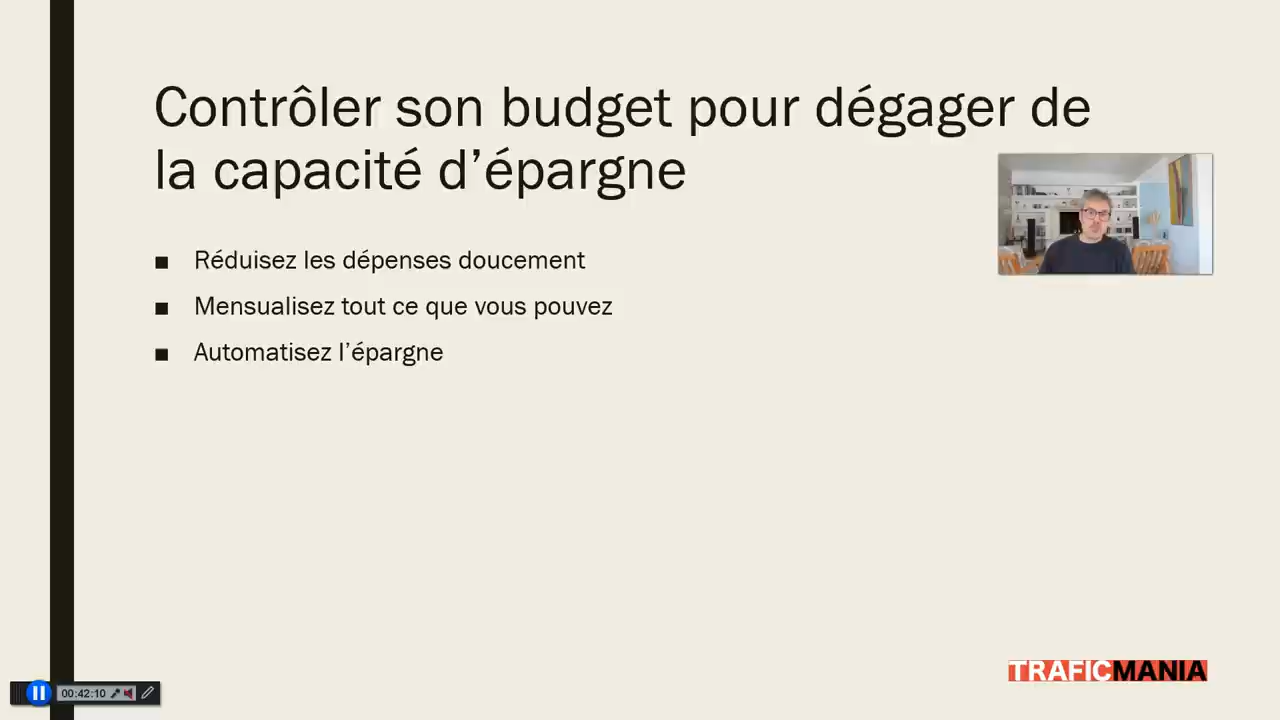 Contrôler son budget pour dégager de
la capacité d’épargne
■ Réduisez les dépenses doucement
■ Mensualisez tout ce que vous pouvez
■ Automatisez l’épargne
TRAFICMANIA
00:42:10